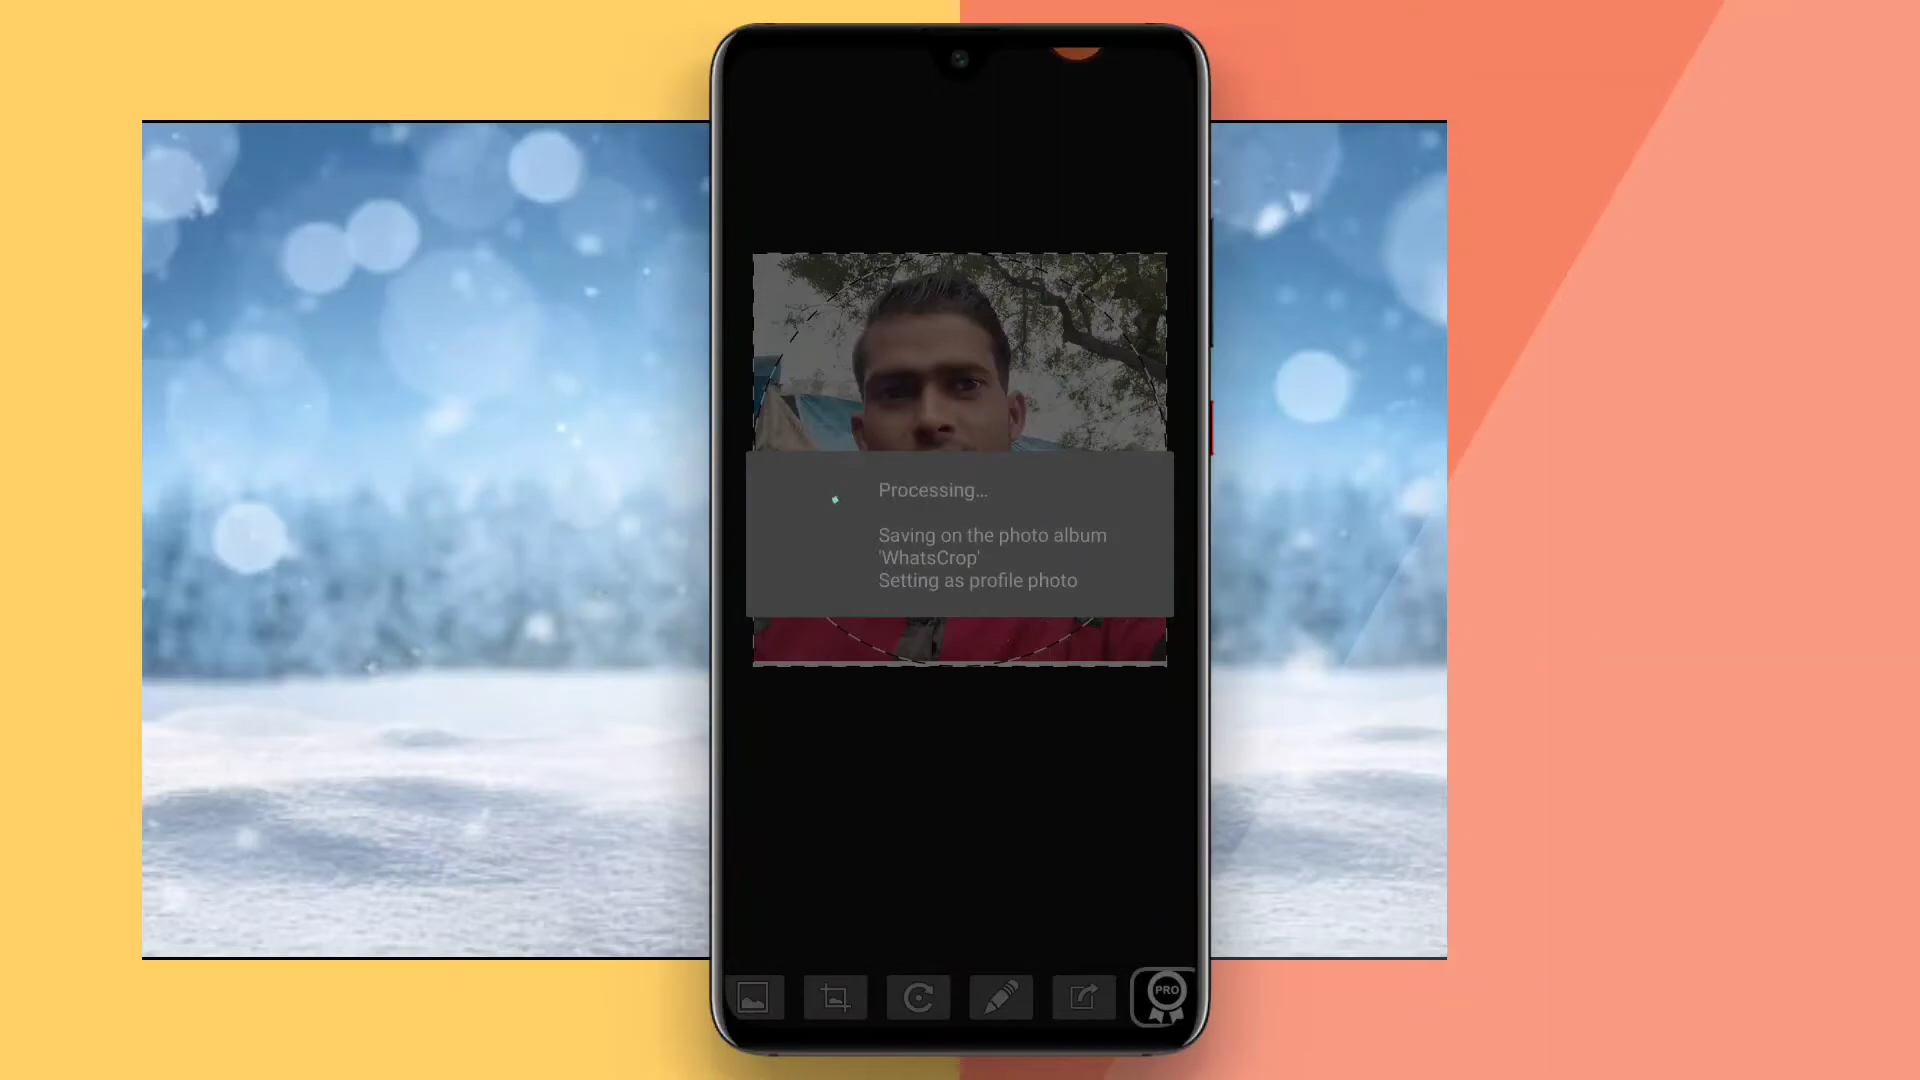 Processing...
Saving on the photo album
'WhatsCrop'
Setting as profile photo
PRO